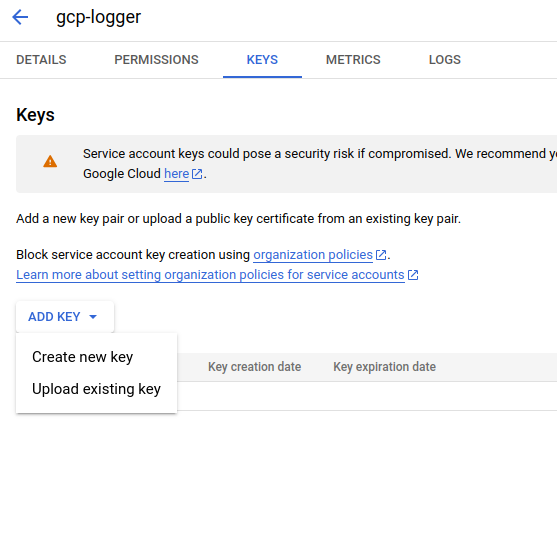 gcp-logger
DETAILS PERMISSIONS KEYS METRICS LOGS
Keys
Service account keys could pose a security risk if compromised. We recommend
Google Cloud here.
Add a new key pair or upload a public key certificate from an existing key pair.
Block service account key creation using organization policies.
Learn more about setting organization policies for service accounts
ADD KEY
Create new key
Upload existing key
Key creation date Key expiration date